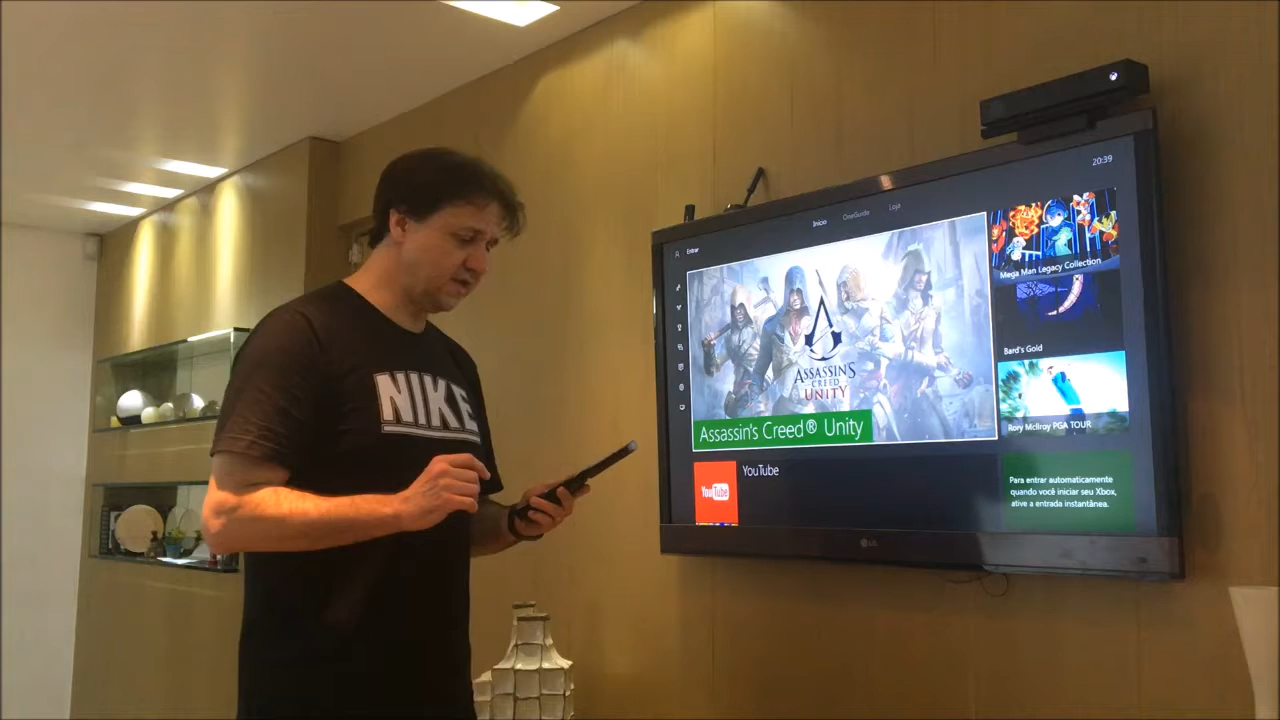 20:39
Início OneGuide Loja
Entrar
Mega Man Legacy Collection
ASSASSIN'S
CREED
UNITY
Assassin's Creed® Unity
Bard's Gold
Rory McIlroy PGA TOUR
YouTube
YouTube
Para entrar automaticamente
quando você iniciar seu Xbox,
ative a entrada instantânea.
LG
NIKE